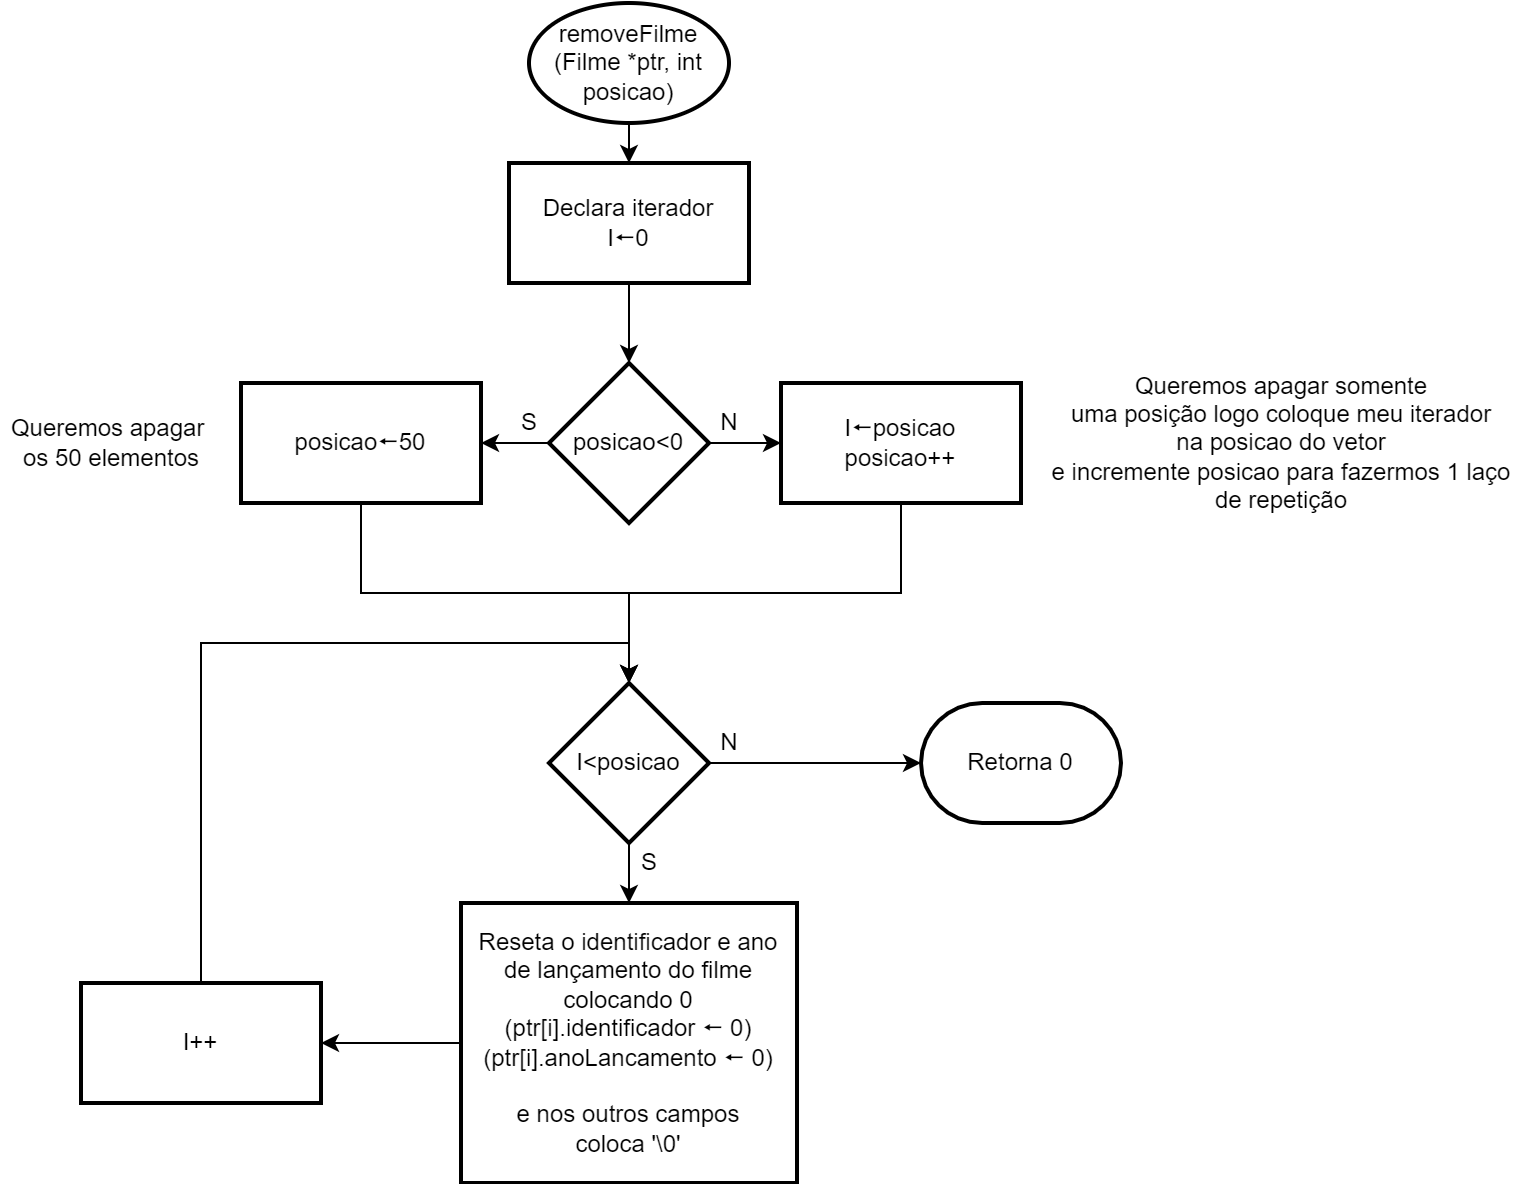 removeFilme
(Filme *ptr, int
posicao)
Declara iterador
I←0
Queremos apagar
os 50 elementos
posicao←50
S
posicao<0
N
I←posicao
posicao++
Queremos apagar somente
uma posição logo coloque meu iterador
na posicao do vetor
e incremente posicao para fazermos 1 laço
de repetição
I<posicao
N
Retorna 0
S
Reseta o identificador e ano
de lançamento do filme
colocando 0
(ptr[i].identificador ← 0)
(ptr[i].anoLancamento ← 0)
e nos outros campos
coloca '\0'
I++